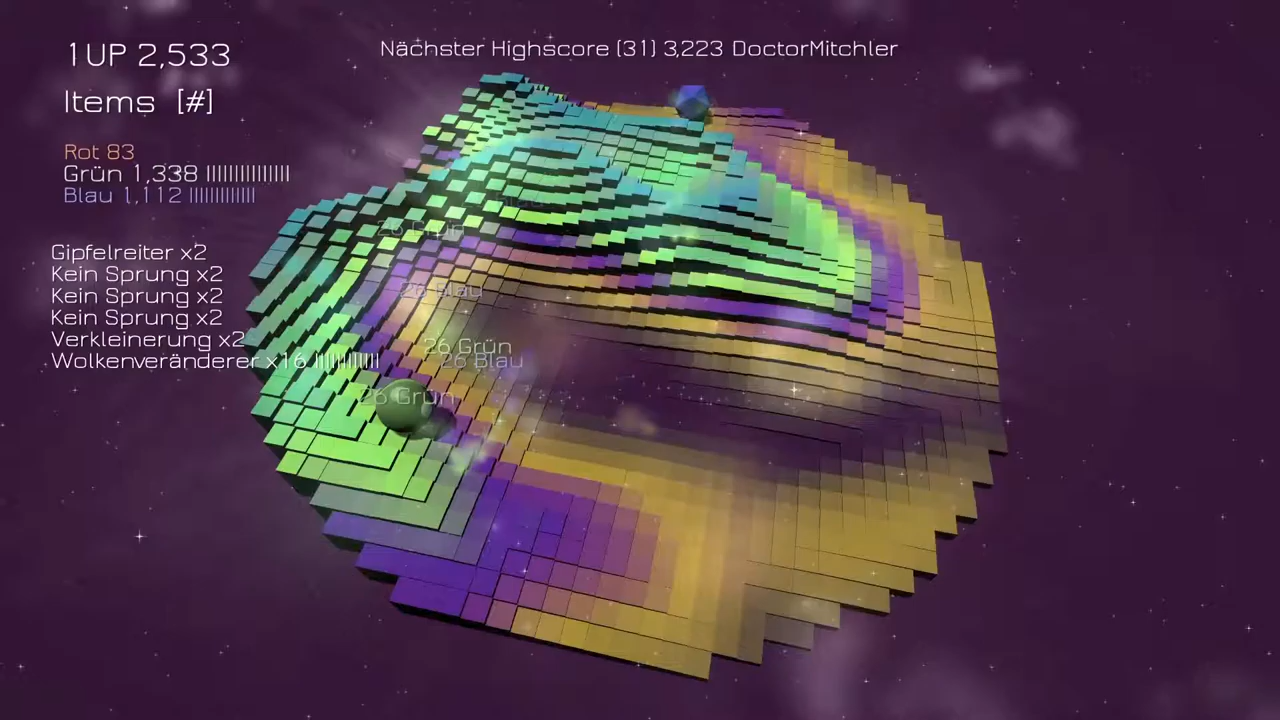 1UP 2,533
Nächster Highscore (31) 3,223 DoctorMitchler
Items [#]
Rot 83
Grün 1,338
Blau 1,112
Gipfelreiter x2
Kein Sprung x2
Kein Sprung x2
Kein Sprung x2
Verkleinerung x2
Wolkenveränderer x16
26 Grün
26 Blau
26 Grün
26 Blau
26 Grün